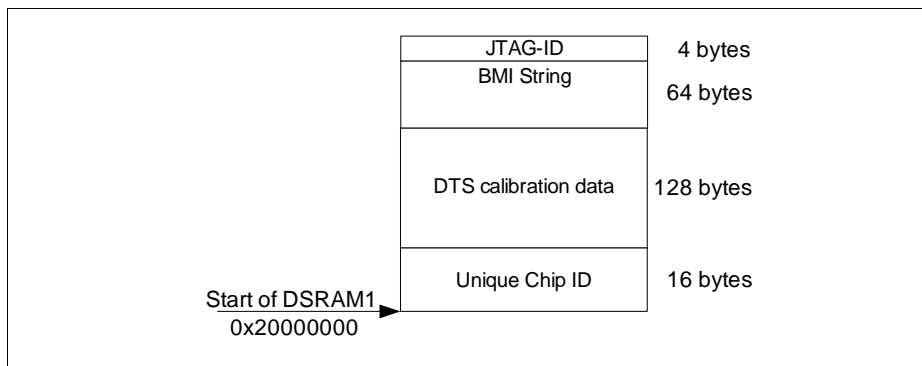 JTAG-ID
4 bytes
BMI String
64 bytes
DTS calibration data
128 bytes
Unique Chip ID
16 bytes
Start of DSRAM1
0x20000000